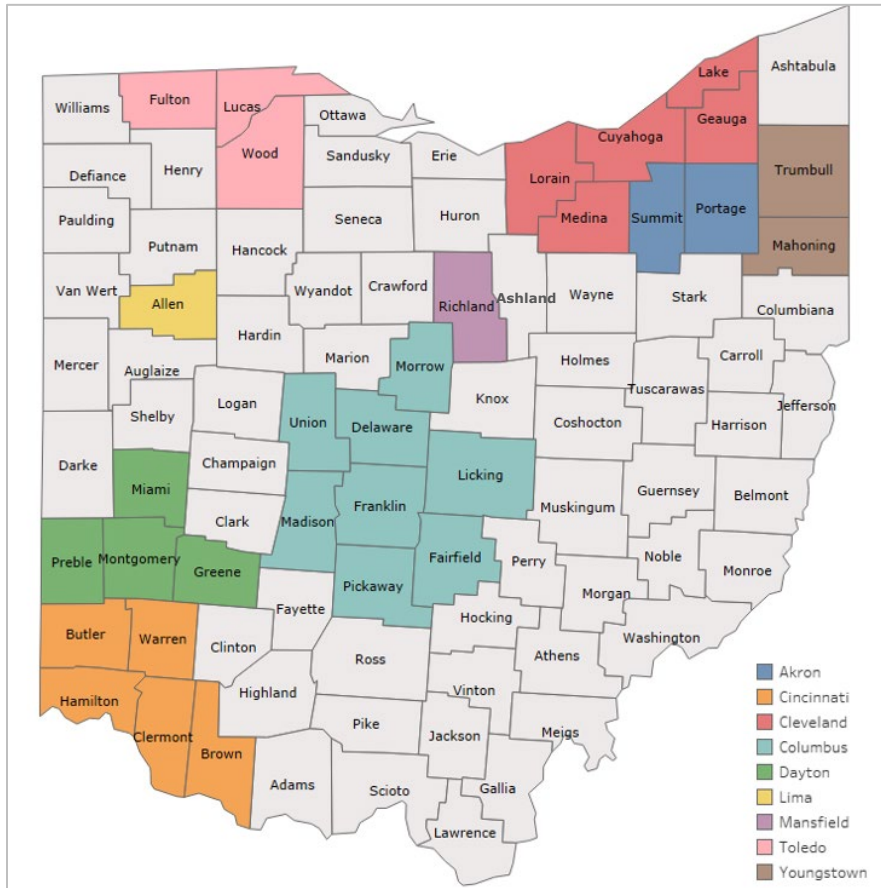 Lake
Ashtabula
Williams
Fulton
Lucas
Ottawa
Geauga
Cuyahoga
Wood
Sandusky
Erie
Lorain
Trumbull
Defiance
Henry
Medina
Summit
Portage
Paulding
Seneca
Huron
Putnam
Hancock
Mahoning
Van Wert
Allen
Wyandot
Crawford
Richland
Ashland
Wayne
Stark
Columbiana
Hardin
Mercer
Auglaize
Marion
Morrow
Holmes
Carroll
Tuscarawas
Shelby
Logan
Knox
Jefferson
Union
Delaware
Coshocton
Harrison
Darke
Champaign
Licking
Miami
Guernsey
Belmont
Clark
Madison
Franklin
Muskingum
Preble
Montgomery
Greene
Fairfield
Perry
Noble
Monroe
Pickaway
Morgan
Fayette
Hocking
Butler
Warren
Clinton
Washington
Ross
Athens
Hamilton
Highland
Vinton
Clermont
Brown
Pike
Jackson
Meigs
Adams
Scioto
Gallia
Lawrence
Akron
Cincinnati
Cleveland
Columbus
Dayton
Lima
Mansfield
Toledo
Youngstown